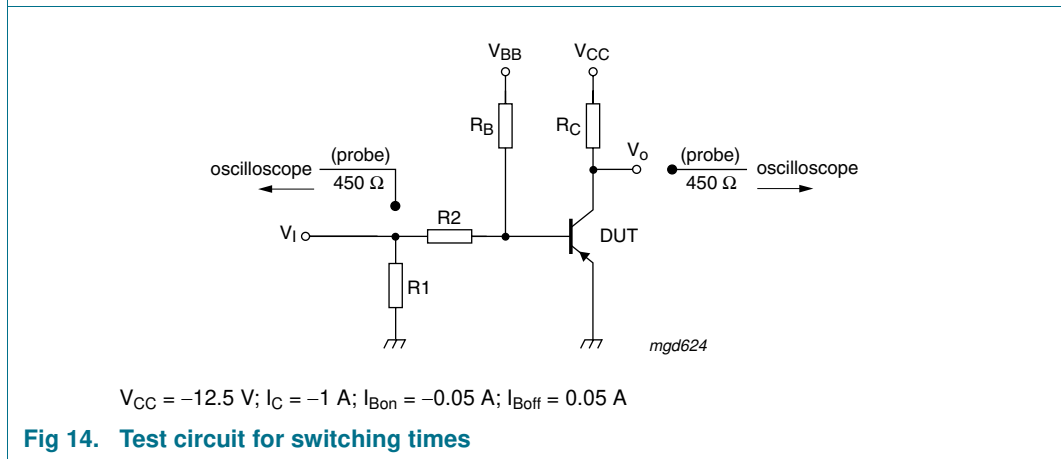 V_BB V_CC
R_B R_C
V_o
(probe) (probe)
oscilloscope oscilloscope
450 Ω 450 Ω
R2
V_I DUT
R1
mgd624
V_CC = −12.5 V; I_C = −1 A; I_Bon = −0.05 A; I_Boff = 0.05 A
Fig 14. Test circuit for switching times